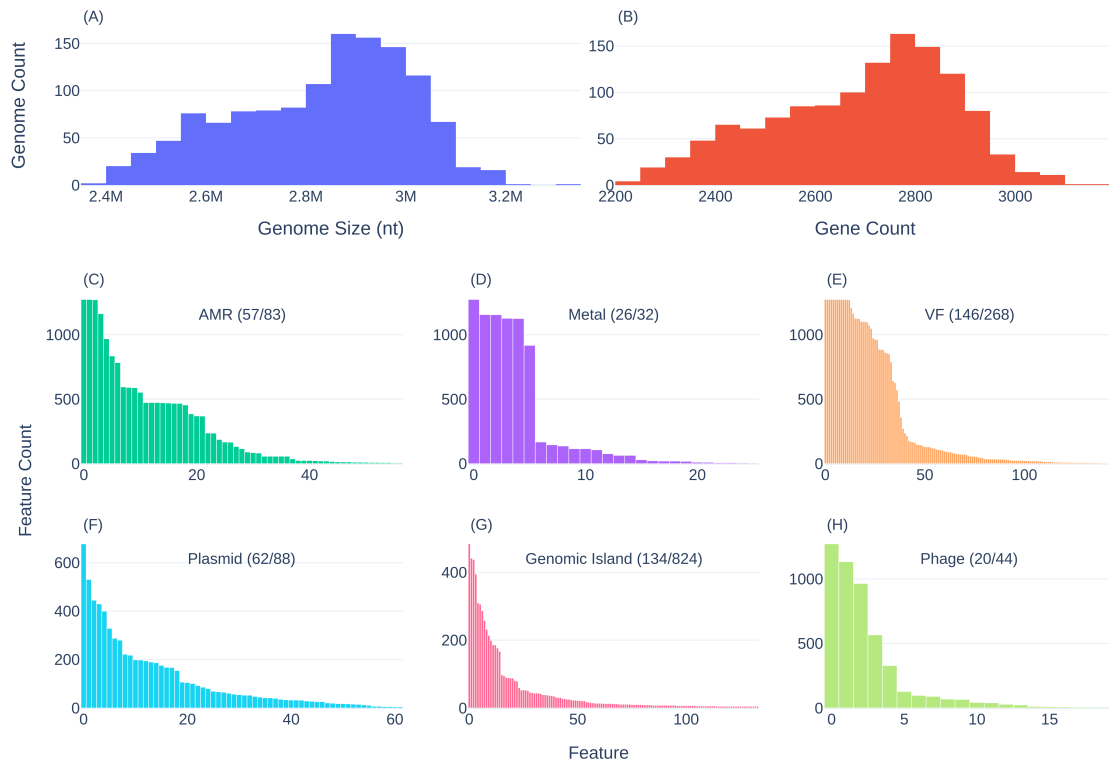 (A)
(B)
Genome Count
150
100
50
0
2.4M 2.6M 2.8M 3M 3.2M
Genome Size (nt)
150
100
50
0
2200 2400 2600 2800 3000
Gene Count
(C)
(D)
(E)
Feature Count
AMR (57/83)
1000
500
0
0 20 40
Metal (26/32)
1000
500
0
0 10 20
VF (146/268)
1000
500
0
0 50 100
(F)
(G)
(H)
Plasmid (62/88)
600
400
200
0
0 20 40 60
Genomic Island (134/824)
400
200
0
0 50 100
Phage (20/44)
1000
500
0
0 5 10 15
Feature